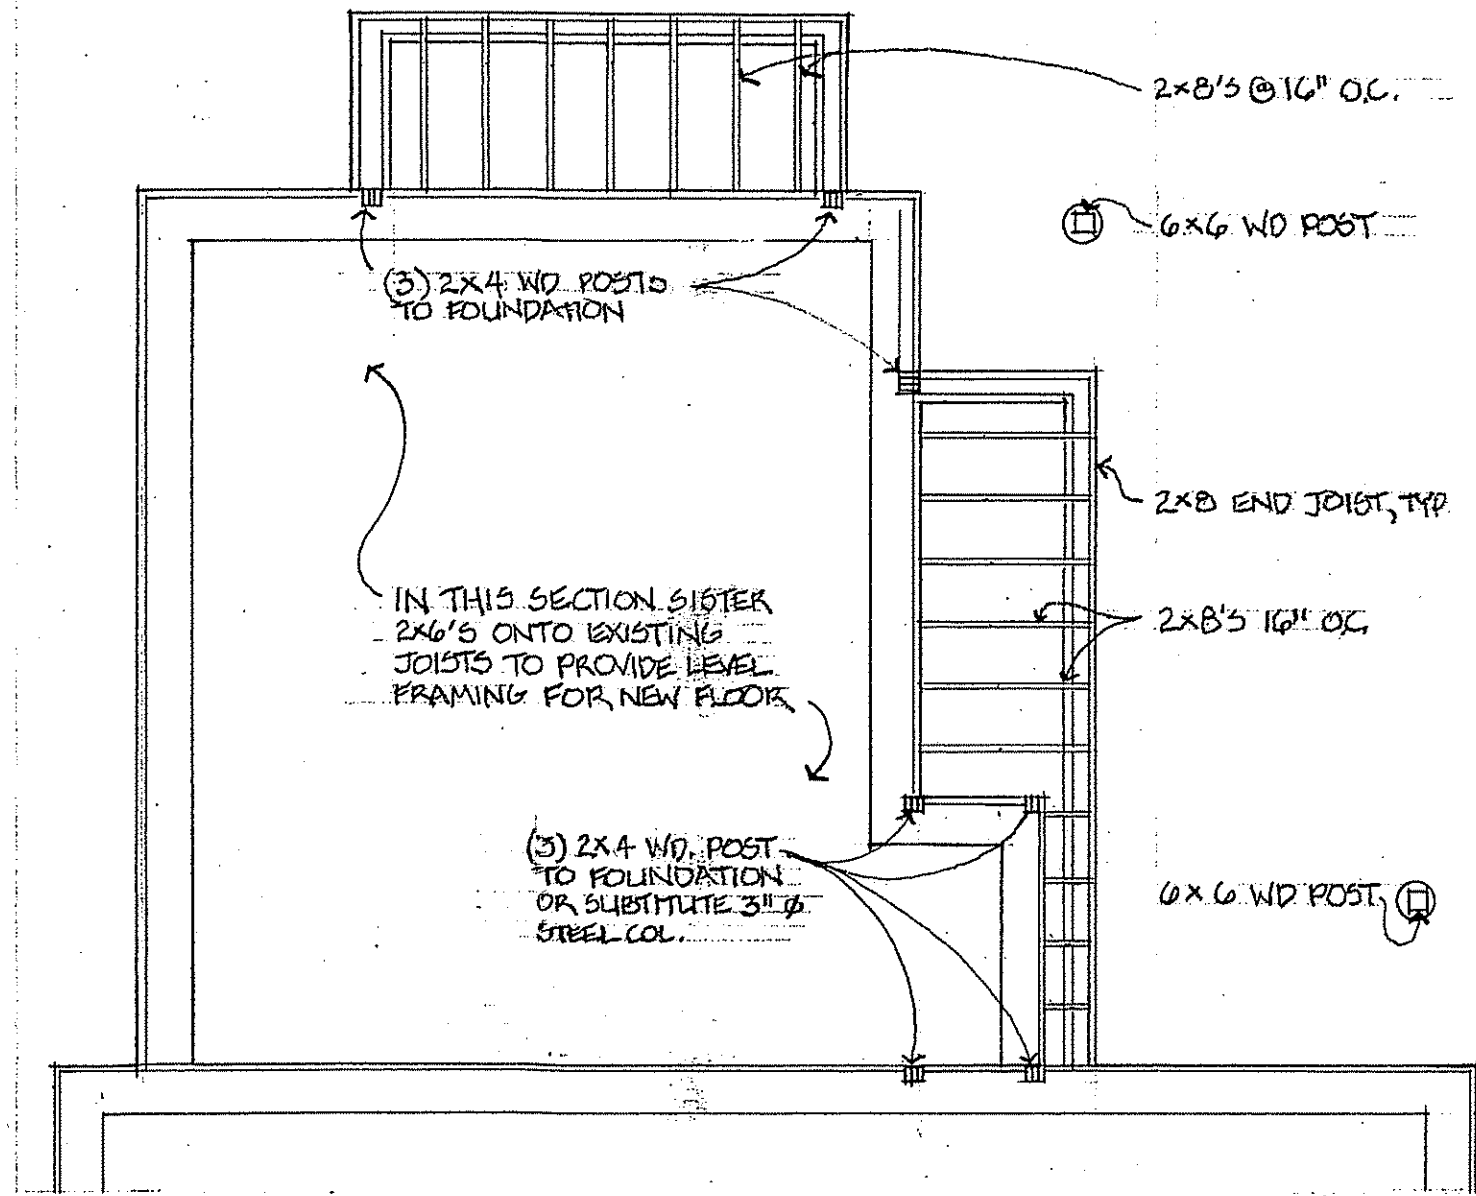 2x8's @ 16" O.C.
6x6 WD POST
(3) 2x4 WD POSTS
TO FOUNDATION
2x8 END JOIST, TYP.
IN THIS SECTION SISTER
2x6'S ONTO EXISTING
JOISTS TO PROVIDE LEVEL
FRAMING FOR NEW FLOOR
2x8'S 16" O.C.
(3) 2x4 WD. POST
TO FOUNDATION
OR SUBSTITUTE 3" Ø
STEEL COL.
6x6 WD POST